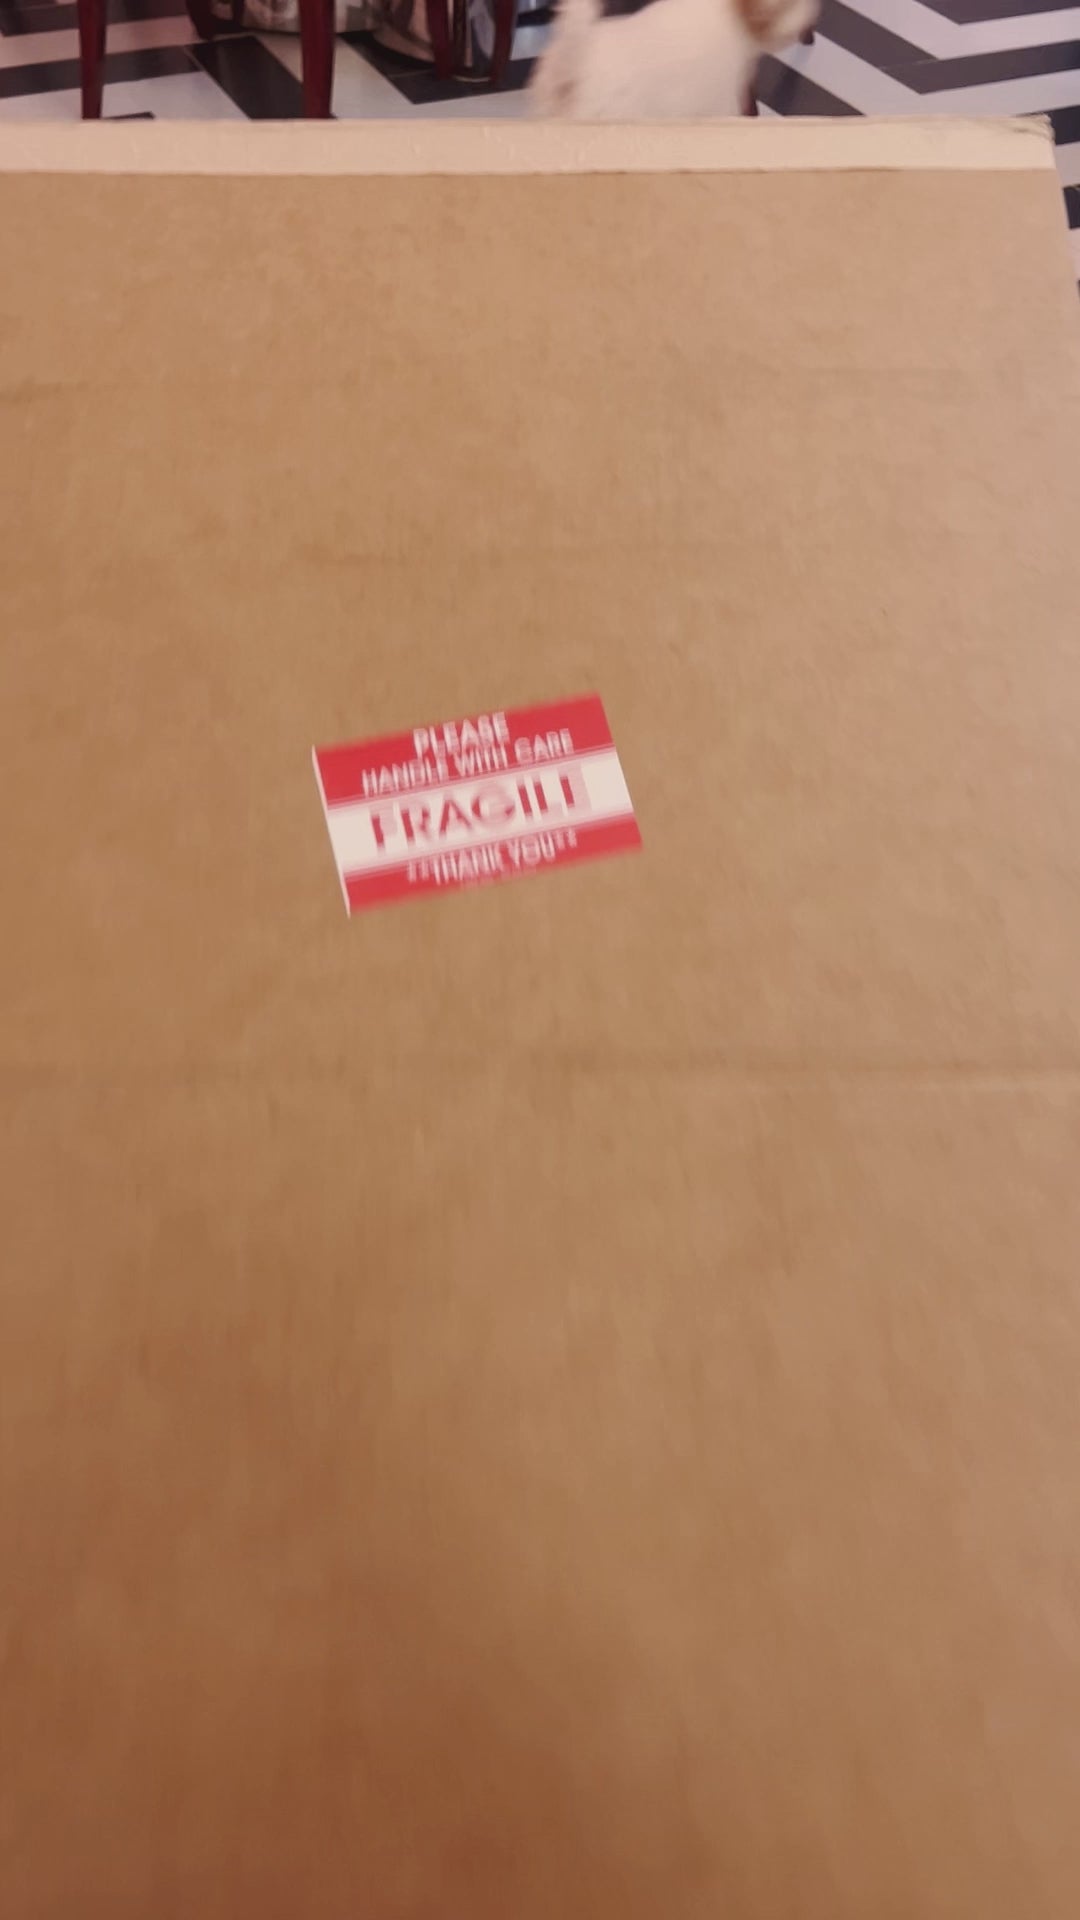 PLEASE
HANDLE WITH CARE
FRAGILE
**THANK YOU**